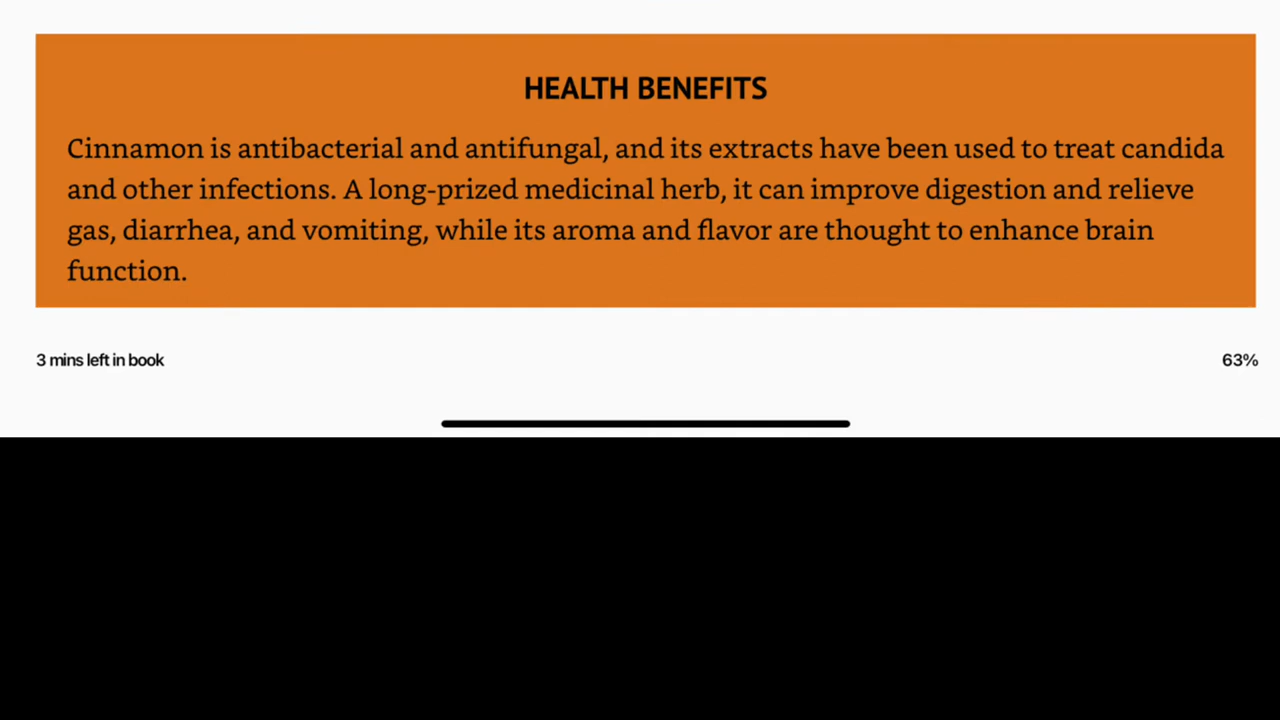 HEALTH BENEFITS
Cinnamon is antibacterial and antifungal, and its extracts have been used to treat candida
and other infections. A long-prized medicinal herb, it can improve digestion and relieve
gas, diarrhea, and vomiting, while its aroma and flavor are thought to enhance brain
function.
3 mins left in book
63%